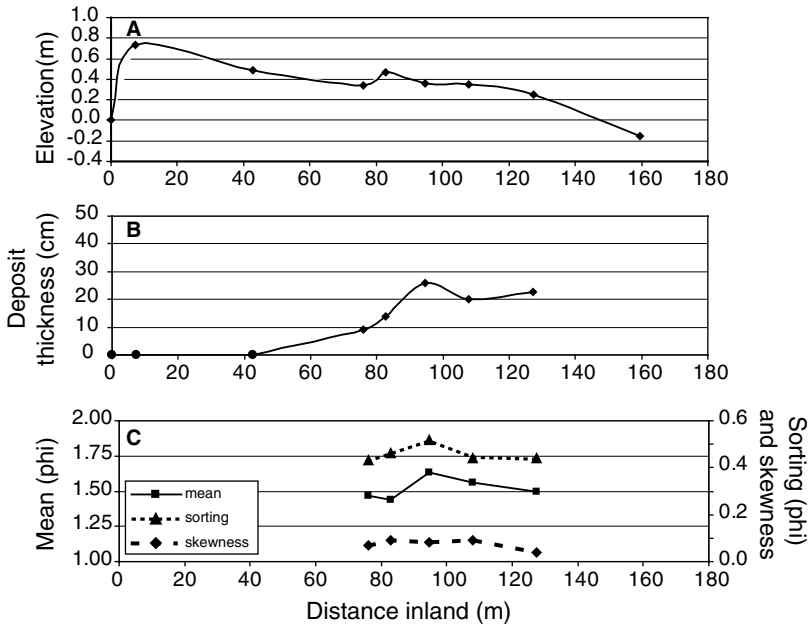 A
Elevation(m)
1.0
0.8
0.6
0.4
0.2
0.0
-0.2
-0.4
0 20 40 60 80 100 120 140 160 180
B
Deposit
thickness (cm)
50
40
30
20
10
0
0 20 40 60 80 100 120 140 160 180
C
Mean (phi)
2.00
1.75
1.50
1.25
1.00
mean
sorting
skewness
0.6
0.4
0.2
0.0
Sorting (phi)
and skewness
0 20 40 60 80 100 120 140 160 180
Distance inland (m)